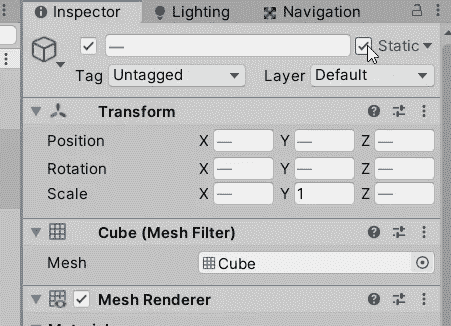 Inspector Lighting Navigation
— Static
Tag Untagged Layer Default
Transform
Position X — Y — Z —
Rotation X — Y — Z —
Scale X — Y 1 Z —
Cube (Mesh Filter)
Mesh Cube
Mesh Renderer